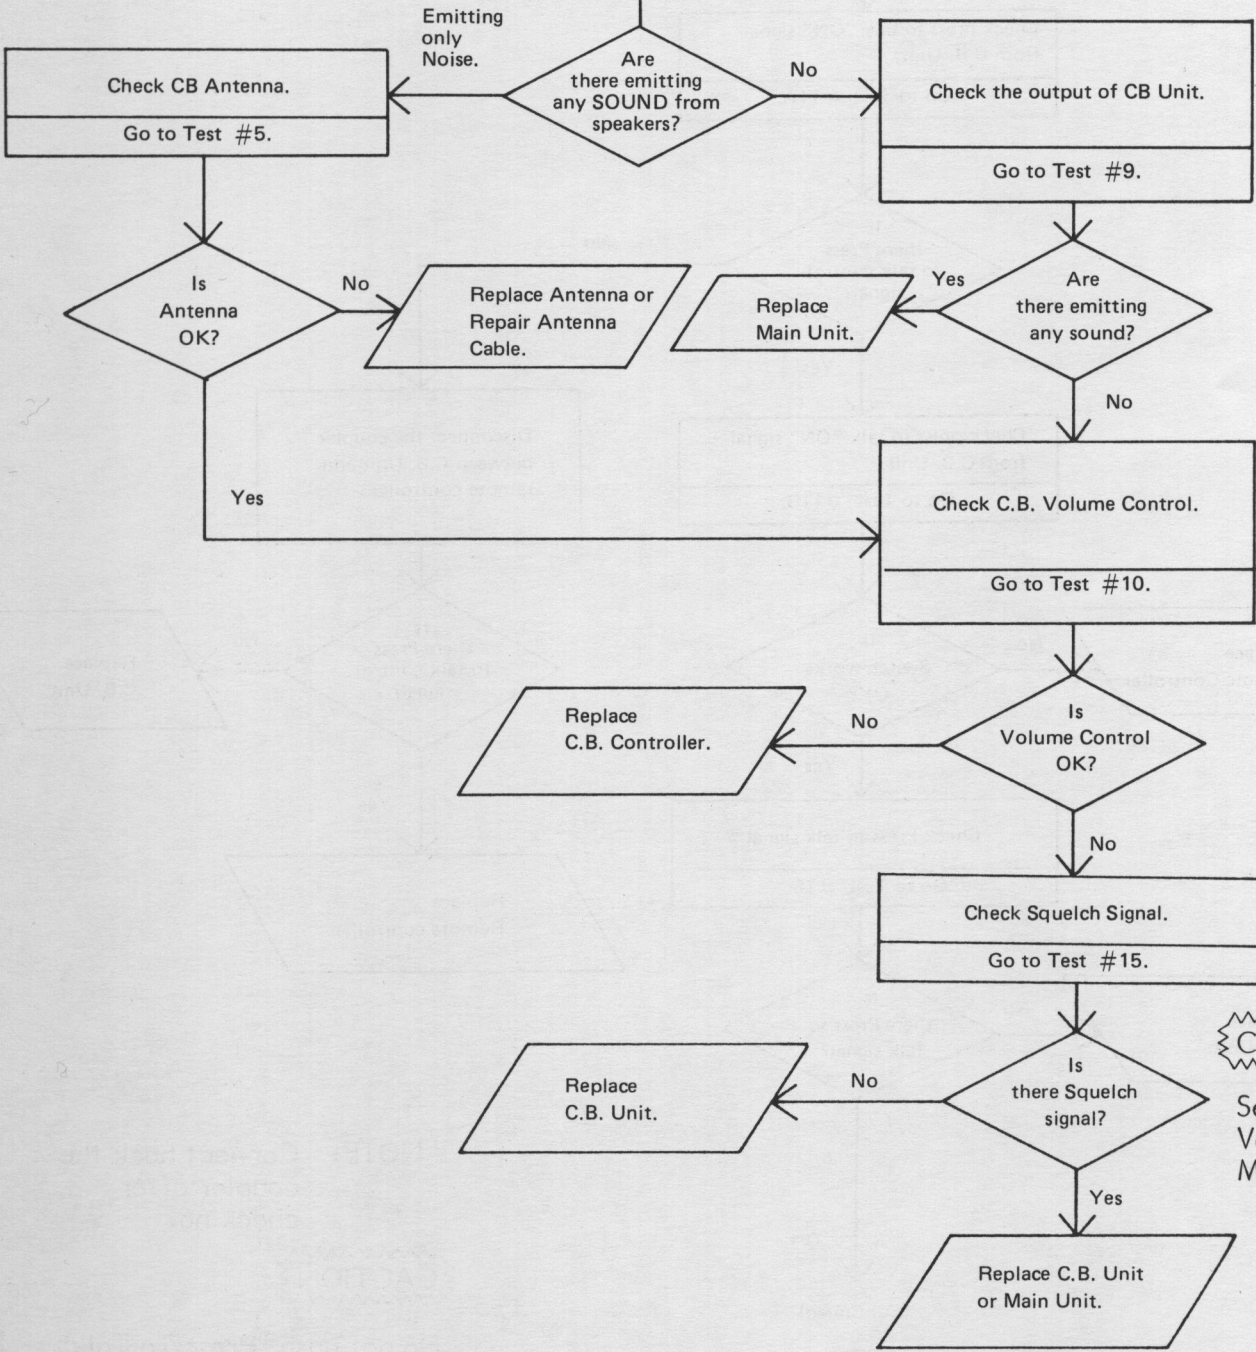 Emitting
only
Noise.
Are
there emitting
any SOUND from
speakers?
No
Check CB Antenna.
Go to Test #5.
Check the output of CB Unit.
Go to Test #9.
Is
Antenna
OK?
No
Replace Antenna or
Repair Antenna
Cable.
Replace
Main Unit.
Yes
Are
there emitting
any sound?
No
Yes
Check C.B. Volume Control.
Go to Test #10.
Replace
C.B. Controller.
No
Is
Volume Control
OK?
No
Check Squelch Signal.
Go to Test #15.
Replace
C.B. Unit.
No
Is
there Squelch
signal?
Yes
Replace C.B. Unit
or Main Unit.